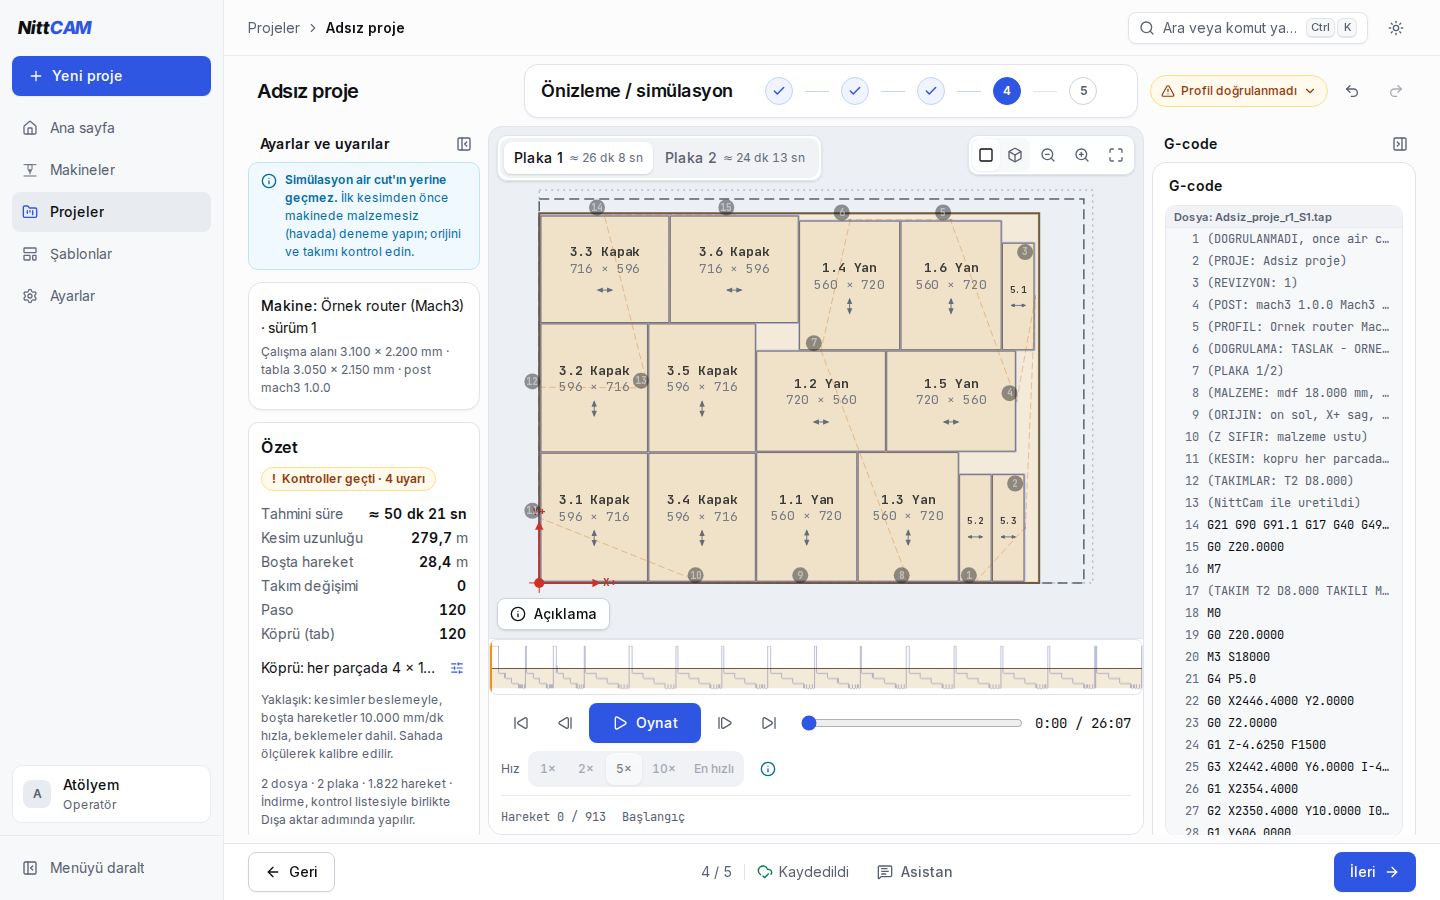 NittCAM
Yeni proje
Ana sayfa
Makineler
Projeler
Şablonlar
Ayarlar
A
Atölyem
Operatör
Menüyü daralt
Projeler > Adsız proje
Ara veya komut ya… Ctrl K
Adsız proje
Önizleme / simülasyon
4
5
Profil doğrulanmadı
Ayarlar ve uyarılar
Simülasyon air cut'ın yerine
geçmez. İlk kesimden önce
makinede malzemesiz
(havada) deneme yapın; orijini
ve takımı kontrol edin.
Makine: Örnek router (Mach3)
· sürüm 1
Çalışma alanı 3.100 × 2.200 mm ·
tabla 3.050 × 2.150 mm · post
mach3 1.0.0
Özet
! Kontroller geçti · 4 uyarı
Tahmini süre ≈ 50 dk 21 sn
Kesim uzunluğu 279,7 m
Boşta hareket 28,4 m
Takım değişimi 0
Paso 120
Köprü (tab) 120
Köprü: her parçada 4 × 1…
Yaklaşık: kesimler beslemeyle,
boşta hareketler 10.000 mm/dk
hızla, beklemeler dahil. Sahada
ölçülerek kalibre edilir.
2 dosya · 2 plaka · 1.822 hareket ·
İndirme, kontrol listesiyle birlikte
Dışa aktar adımında yapılır.
Plaka 1 ≈ 26 dk 8 sn
Plaka 2 ≈ 24 dk 13 sn
14 15 6 5
3.3 Kapak
716 × 596
3.6 Kapak
716 × 596
1.4 Yan
560 × 720
1.6 Yan
560 × 720
3
5.1
7
12 13
3.2 Kapak
596 × 716
3.5 Kapak
596 × 716
1.2 Yan
720 × 560
1.5 Yan
720 × 560
4
3.1 Kapak
596 × 716
3.4 Kapak
596 × 716
1.1 Yan
560 × 720
1.3 Yan
560 × 720
2
5.2
5.3
10 9 8 1
Açıklama
Oynat
0:00 / 26:07
Hız 1× 2× 5× 10× En hızlı
Hareket 0 / 913 Başlangıç
G-code
G-code
Dosya: Adsiz_proje_r1_S1.tap
1 (DOGRULANMADI, once air c…
2 (PROJE: Adsiz proje)
3 (REVIZYON: 1)
4 (POST: mach3 1.0.0 Mach3 …
5 (PROFIL: Ornek router Mac…
6 (DOGRULAMA: TASLAK - ORNE…
7 (PLAKA 1/2)
8 (MALZEME: mdf 18.000 mm, …
9 (ORIJIN: on sol, X+ sag, …
10 (Z SIFIR: malzeme ustu)
11 (KESIM: kopru her parcada…
12 (TAKIMLAR: T2 D8.000)
13 (NittCam ile uretildi)
14 G21 G90 G91.1 G17 G40 G49…
15 G0 Z20.0000
16 M7
17 (TAKIM T2 D8.000 TAKILI M…
18 M0
19 G0 Z20.0000
20 M3 S18000
21 G4 P5.0
22 G0 X2446.4000 Y2.0000
23 G0 Z2.0000
24 G1 Z-4.6250 F1500
25 G3 X2442.4000 Y6.0000 I-4…
26 G1 X2354.4000
27 G2 X2350.4000 Y10.0000 I0…
28 G1 Y606.0000
Geri
4 / 5
Kaydedildi
Asistan
İleri